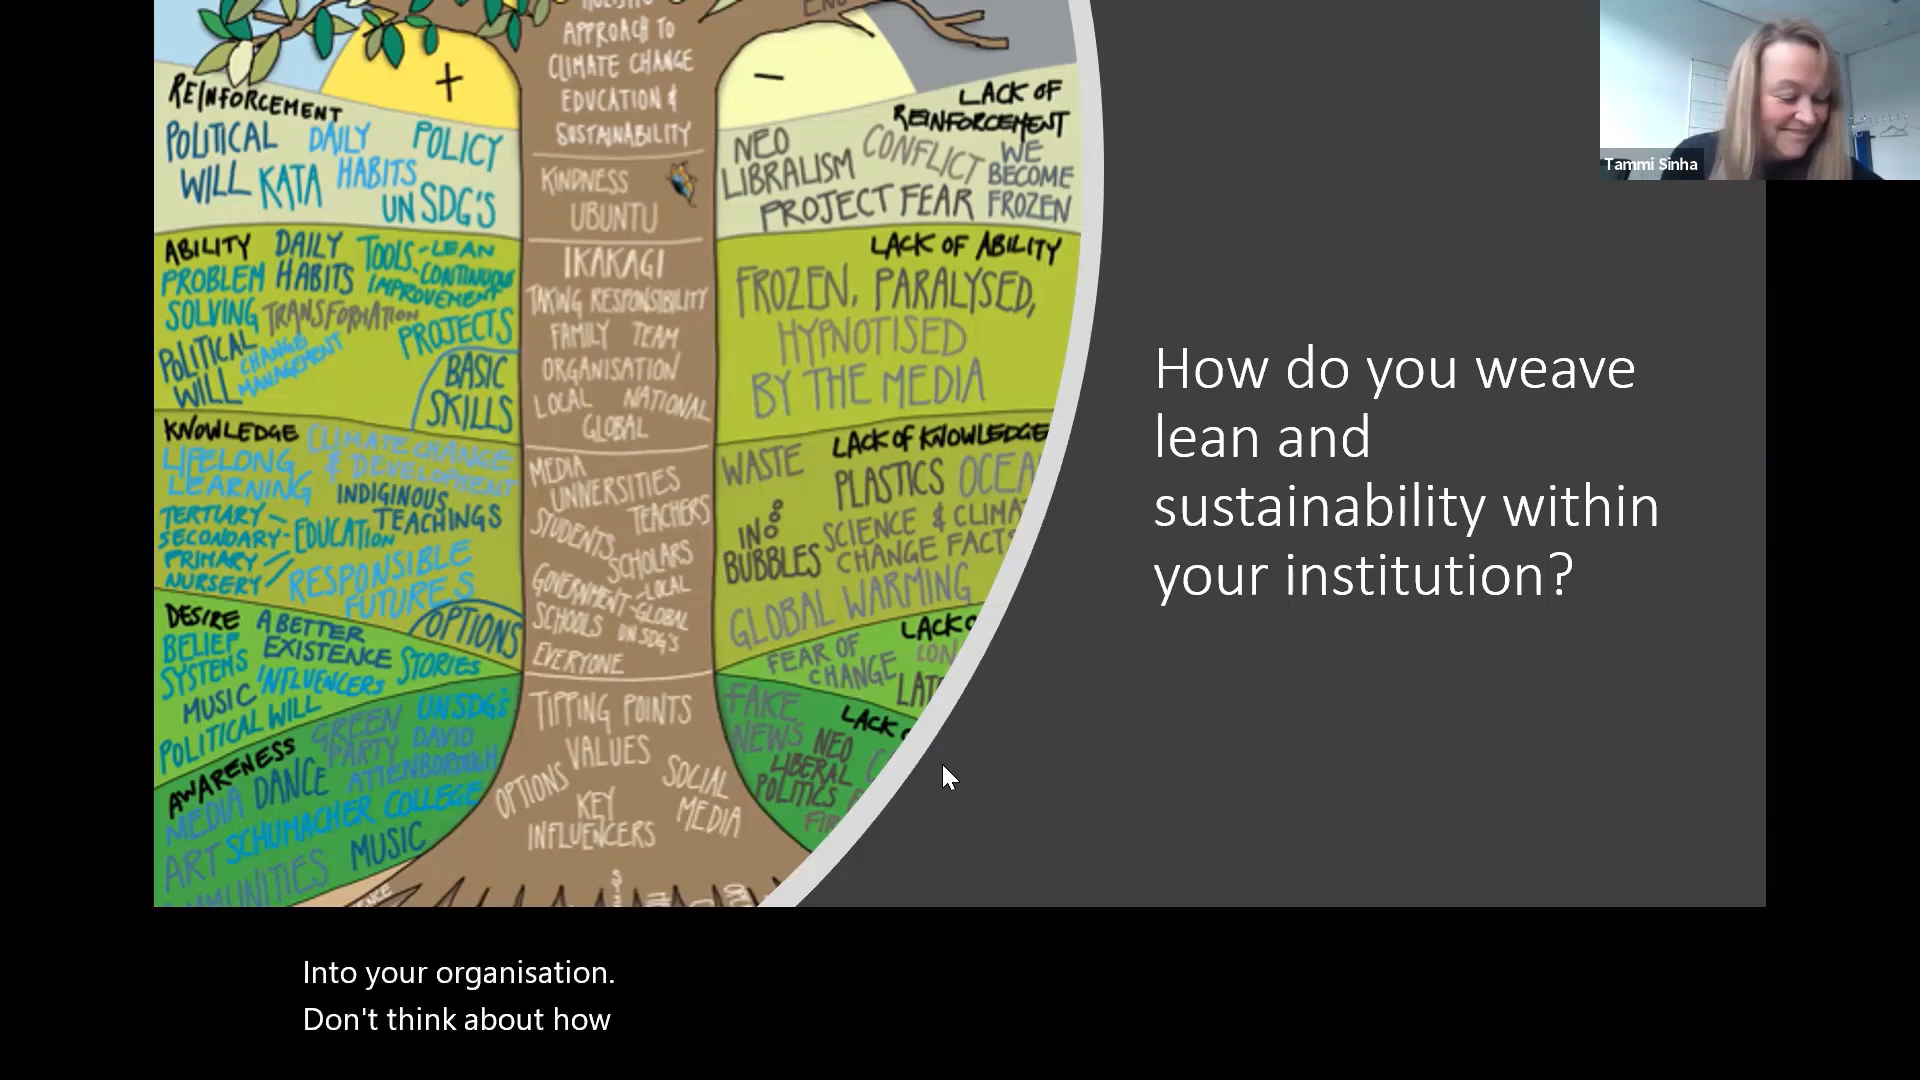 END
APPROACH TO
CLIMATE CHANGE
EDUCATION &
SUSTAINABILITY
KINDNESS
UBUNTU
IKAKAGI
TAKING RESPONSIBILITY
FAMILY TEAM
ORGANISATION
LOCAL NATIONAL
GLOBAL
MEDIA
UNIVERSITIES
STUDENTS TEACHERS
SCHOLARS
GOVERNMENT-LOCAL
-GLOBAL
SCHOOLS UN SDG'S
EVERYONE
TIPPING POINTS
VALUES
OPTIONS SOCIAL
MEDIA
KEY
INFLUENCERS
+
REINFORCEMENT
POLITICAL DAILY POLICY
WILL KATA HABITS
UN SDG'S
ABILITY DAILY TOOLS-LEAN
PROBLEM HABITS -CONTINUOUS
IMPROVEMENT
SOLVING TRANSFORMATION
PROJECTS
POLITICAL CHANGE
WILL MANAGEMENT
BASIC
SKILLS
KNOWLEDGE CLIMATE CHANGE
LIFELONG & DEVELOPMENT
LEARNING INDIGINOUS
TERTIARY TEACHINGS
SECONDARY-EDUCATION
PRIMARY
NURSERY RESPONSIBLE
FUTURES
OPTIONS
DESIRE A BETTER
BELIEF EXISTENCE
SYSTEMS INFLUENCERS STORIES
MUSIC
POLITICAL WILL
AWARENESS GREEN UN SDG'S
PARTY DAVID
MEDIA DANCE ATTENBOROUGH
ART SCHUMACHER COLLEGE
MUSIC
-
LACK OF
REINFORCEMENT
NEO CONFLICT WE
LIBRALISM BECOME
PROJECT FEAR FROZEN
LACK OF ABILITY
FROZEN, PARALYSED,
HYPNOTISED
BY THE MEDIA
LACK OF KNOWLEDGE
WASTE PLASTICS
IN SCIENCE &
BUBBLES CHANGE FACTS
GLOBAL WARMING
LACK
FEAR OF
CHANGE
FAKE LACK
NEWS NEO
LIBERAL
POLITICS
How do you weave
lean and
sustainability within
your institution?
Tammi Sinha
Into your organisation.
Don't think about how